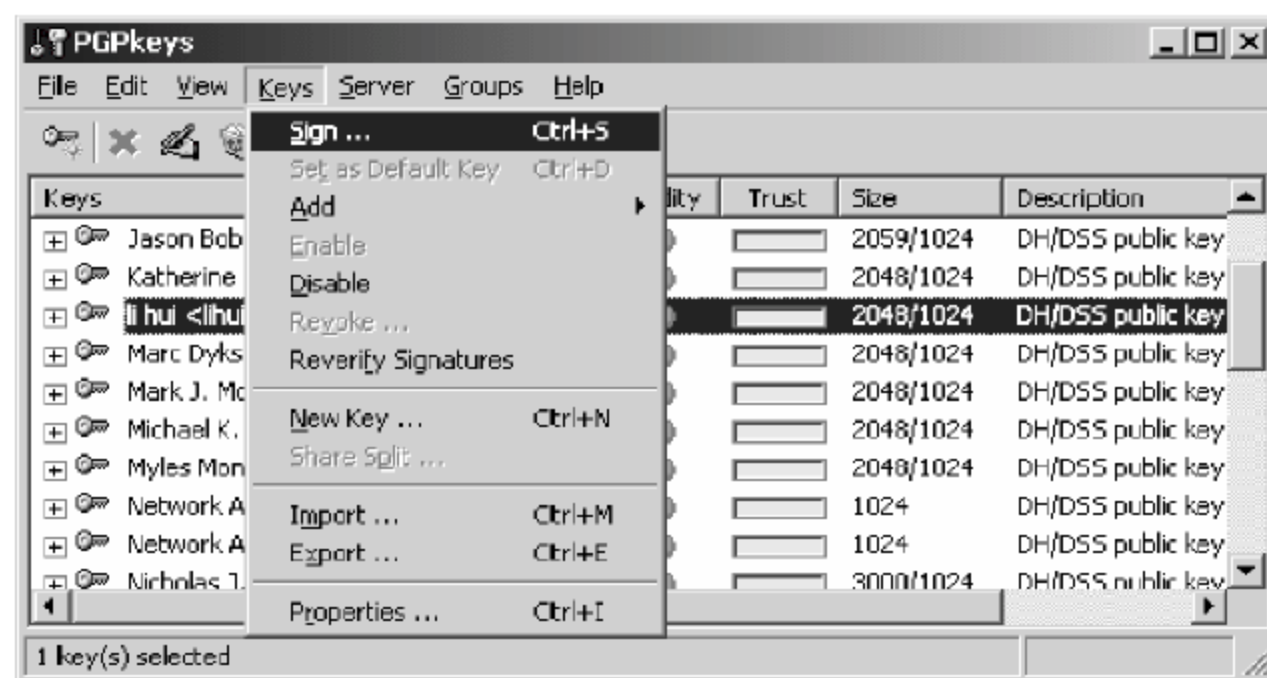 PGPkeys
File Edit View Keys Server Groups Help
Sign ... Ctrl+S
Set as Default Key Ctrl+D
Add
Enable
Disable
Revoke ...
Reverify Signatures
New Key ... Ctrl+N
Share Split ...
Import ... Ctrl+M
Export ... Ctrl+E
Properties ... Ctrl+I
Keys lity Trust Size Description
Jason Bob 2059/1024 DH/DSS public key
Katherine 2048/1024 DH/DSS public key
li hui <lihui 2048/1024 DH/DSS public key
Marc Dyks 2048/1024 DH/DSS public key
Mark J. Mc 2048/1024 DH/DSS public key
Michael K. 2048/1024 DH/DSS public key
Myles Mon 2048/1024 DH/DSS public key
Network A 1024 DH/DSS public key
Network A 1024 DH/DSS public key
Nicholas J. 3000/1024 DH/DSS public key
1 key(s) selected